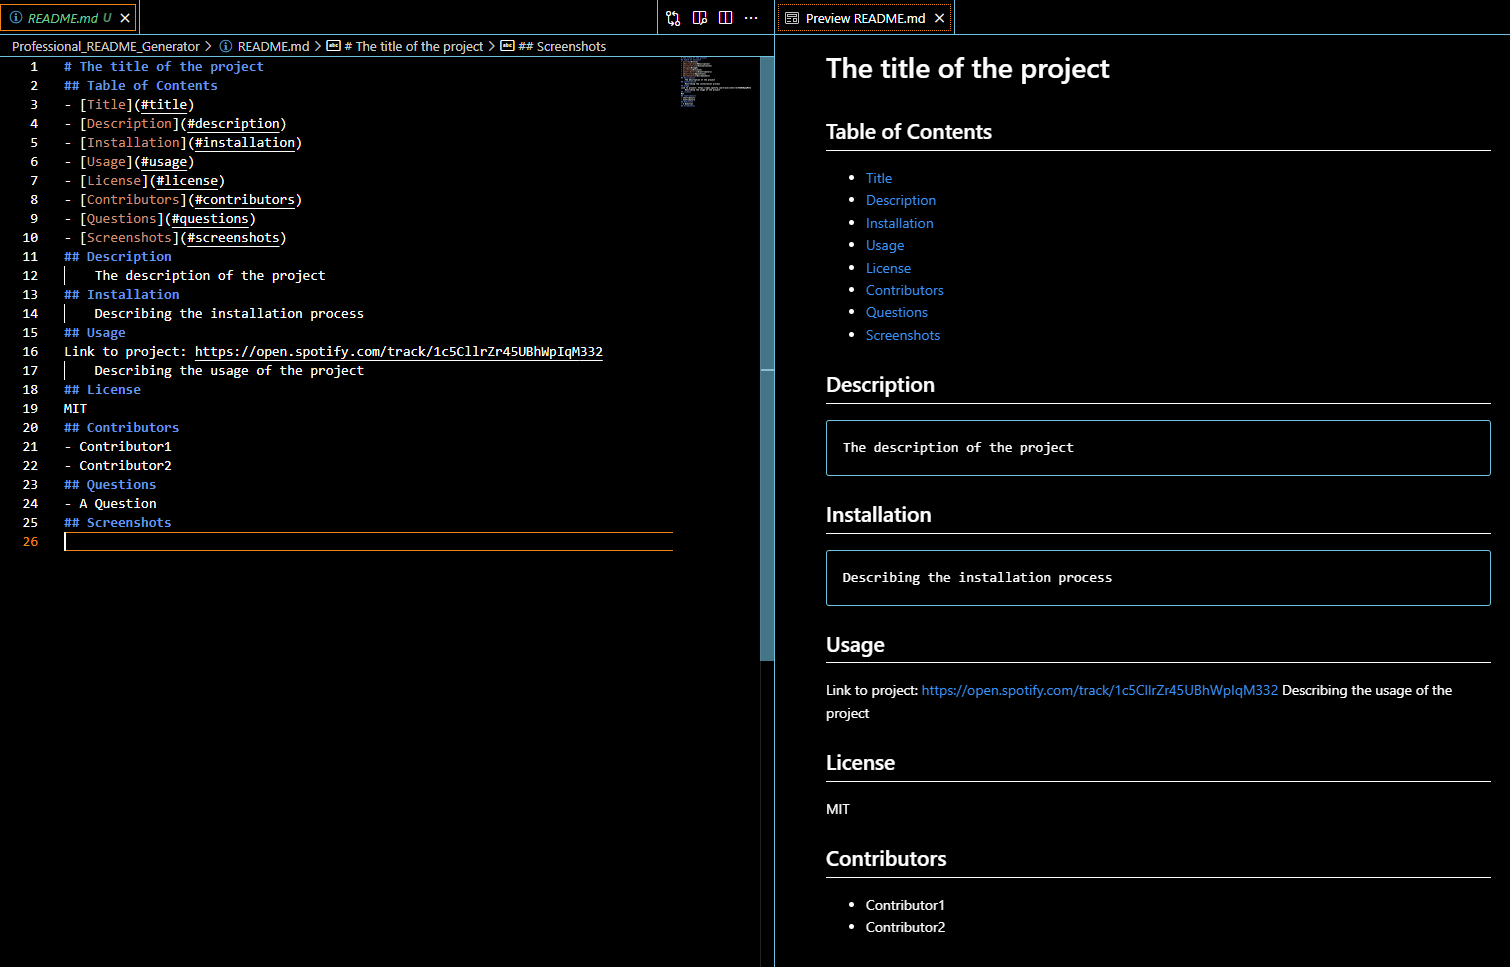 README.md U
Professional_README_Generator > README.md > # The title of the project > ## Screenshots
1 # The title of the project
2 ## Table of Contents
3 - [Title](#title)
4 - [Description](#description)
5 - [Installation](#installation)
6 - [Usage](#usage)
7 - [License](#license)
8 - [Contributors](#contributors)
9 - [Questions](#questions)
10 - [Screenshots](#screenshots)
11 ## Description
12 The description of the project
13 ## Installation
14 Describing the installation process
15 ## Usage
16 Link to project: https://open.spotify.com/track/1c5CllrZr45UBhWpIqM332
17 Describing the usage of the project
18 ## License
19 MIT
20 ## Contributors
21 - Contributor1
22 - Contributor2
23 ## Questions
24 - A Question
25 ## Screenshots
26
Preview README.md
The title of the project
Table of Contents
• Title
• Description
• Installation
• Usage
• License
• Contributors
• Questions
• Screenshots
Description
The description of the project
Installation
Describing the installation process
Usage
Link to project: https://open.spotify.com/track/1c5CllrZr45UBhWpIqM332 Describing the usage of the
project
License
MIT
Contributors
• Contributor1
• Contributor2